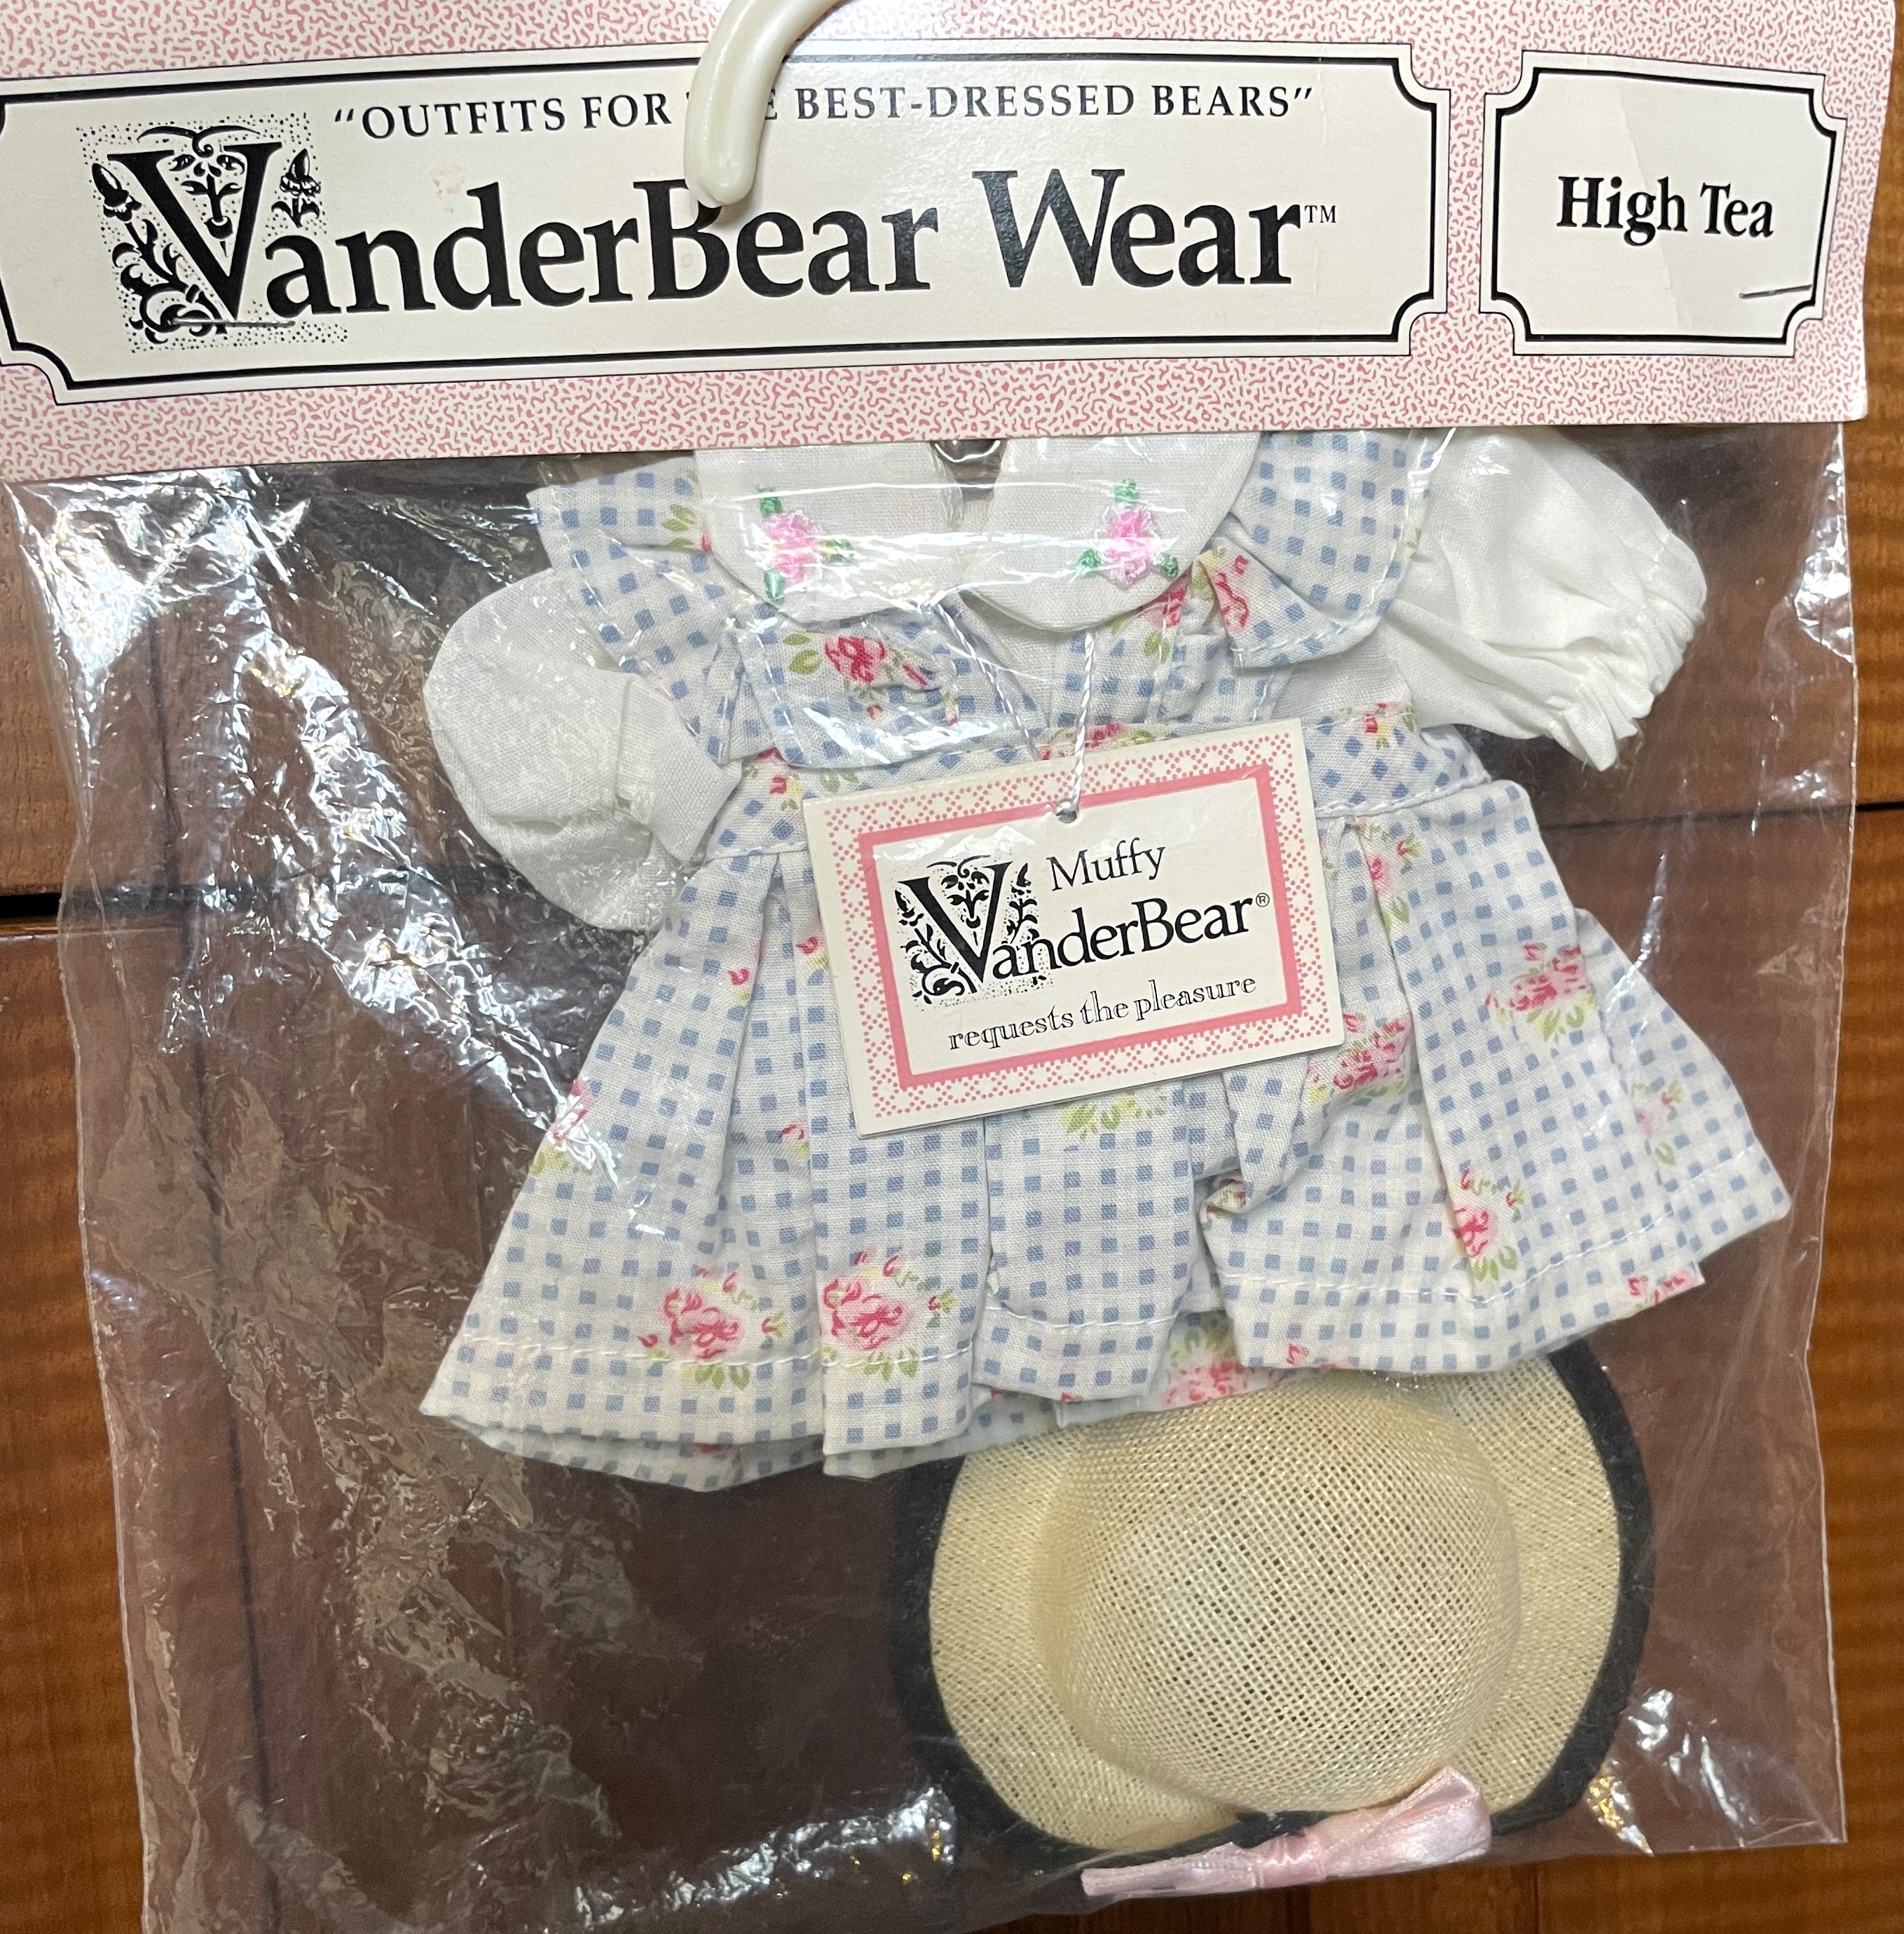 "OUTFITS FOR BEST-DRESSED BEARS"
VanderBear Wear™
High Tea
Muffy
VanderBear®
requests the pleasure